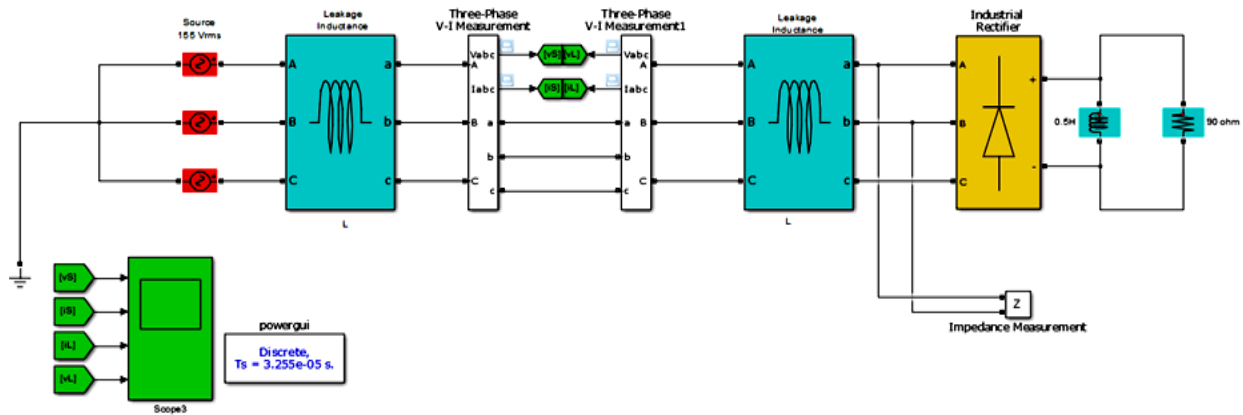 Source
155 Vrms
Leakage
Inductance
A
B
C
a
b
c
L
Three-Phase
V-I Measurement
Vabc
A
Iabc
B
a
b
C
c
[vS]
[vL]
[iS]
[iL]
Three-Phase
V-I Measurement1
Vabc
A
Iabc
a
B
b
C
c
Leakage
Inductance
A
B
C
a
b
c
L
Industrial
Rectifier
A
B
C
+
-
0.5H
90 ohm
Z
Impedance Measurement
[vS]
[iS]
[iL]
[vL]
Scope3
powergui
Discrete,
Ts = 3.255e-05 s.